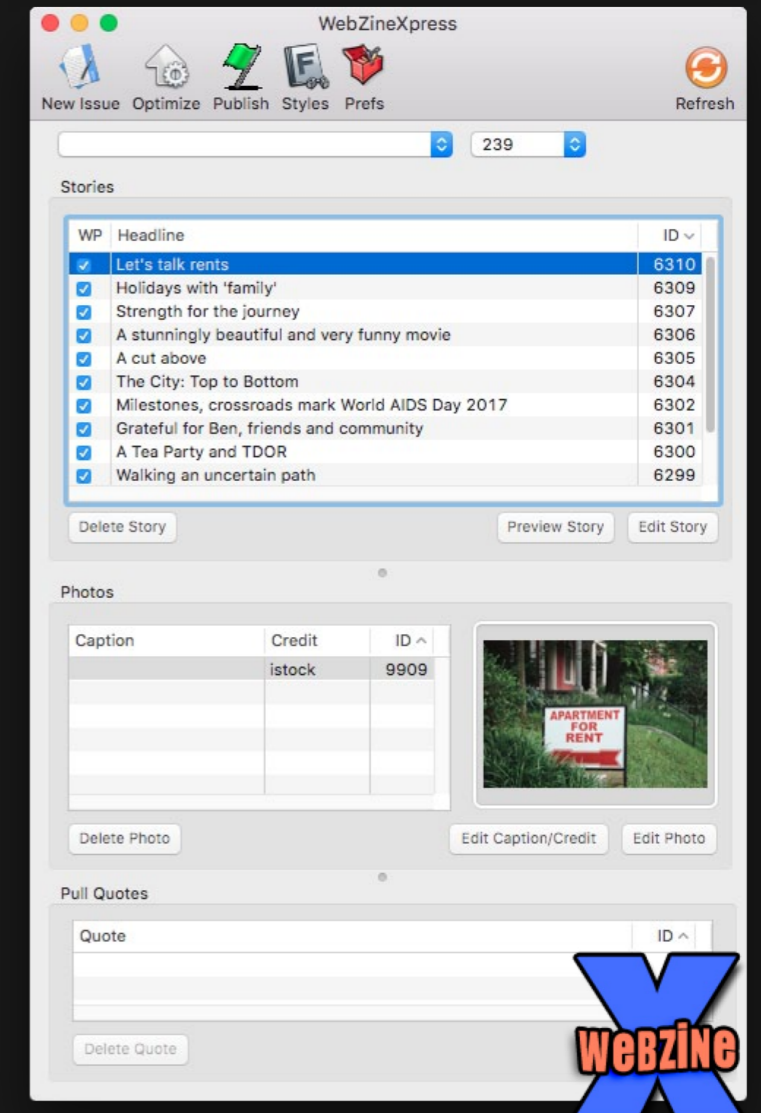 WebZineXpress
New Issue Optimize Publish Styles Prefs Refresh
239
Stories
WP Headline ID
Let's talk rents 6310
Holidays with 'family' 6309
Strength for the journey 6307
A stunningly beautiful and very funny movie 6306
A cut above 6305
The City: Top to Bottom 6304
Milestones, crossroads mark World AIDS Day 2017 6302
Grateful for Ben, friends and community 6301
A Tea Party and TDOR 6300
Walking an uncertain path 6299
Delete Story Preview Story Edit Story
Photos
Caption Credit ID
istock 9909
APARTMENT
FOR
RENT
Delete Photo Edit Caption/Credit Edit Photo
Pull Quotes
Quote ID
Delete Quote
X
WEBZINE